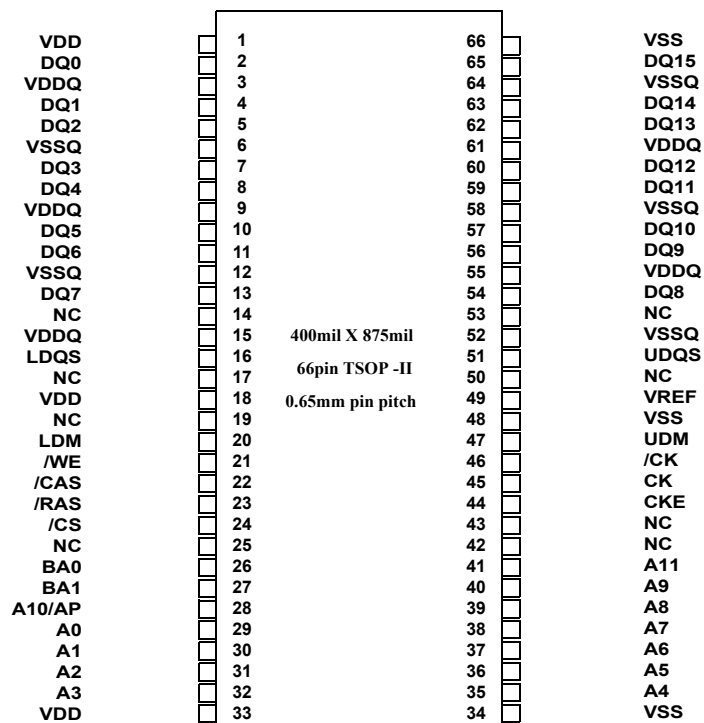 VDD 1 66 VSS
DQ0 2 65 DQ15
VDDQ 3 64 VSSQ
DQ1 4 63 DQ14
DQ2 5 62 DQ13
VSSQ 6 61 VDDQ
DQ3 7 60 DQ12
DQ4 8 59 DQ11
VDDQ 9 58 VSSQ
DQ5 10 57 DQ10
DQ6 11 56 DQ9
VSSQ 12 55 VDDQ
DQ7 13 54 DQ8
NC 14 53 NC
VDDQ 15 400mil X 875mil 52 VSSQ
LDQS 16 51 UDQS
NC 17 66pin TSOP -II 50 NC
VDD 18 0.65mm pin pitch 49 VREF
NC 19 48 VSS
LDM 20 47 UDM
/WE 21 46 /CK
/CAS 22 45 CK
/RAS 23 44 CKE
/CS 24 43 NC
NC 25 42 NC
BA0 26 41 A11
BA1 27 40 A9
A10/AP 28 39 A8
A0 29 38 A7
A1 30 37 A6
A2 31 36 A5
A3 32 35 A4
VDD 33 34 VSS